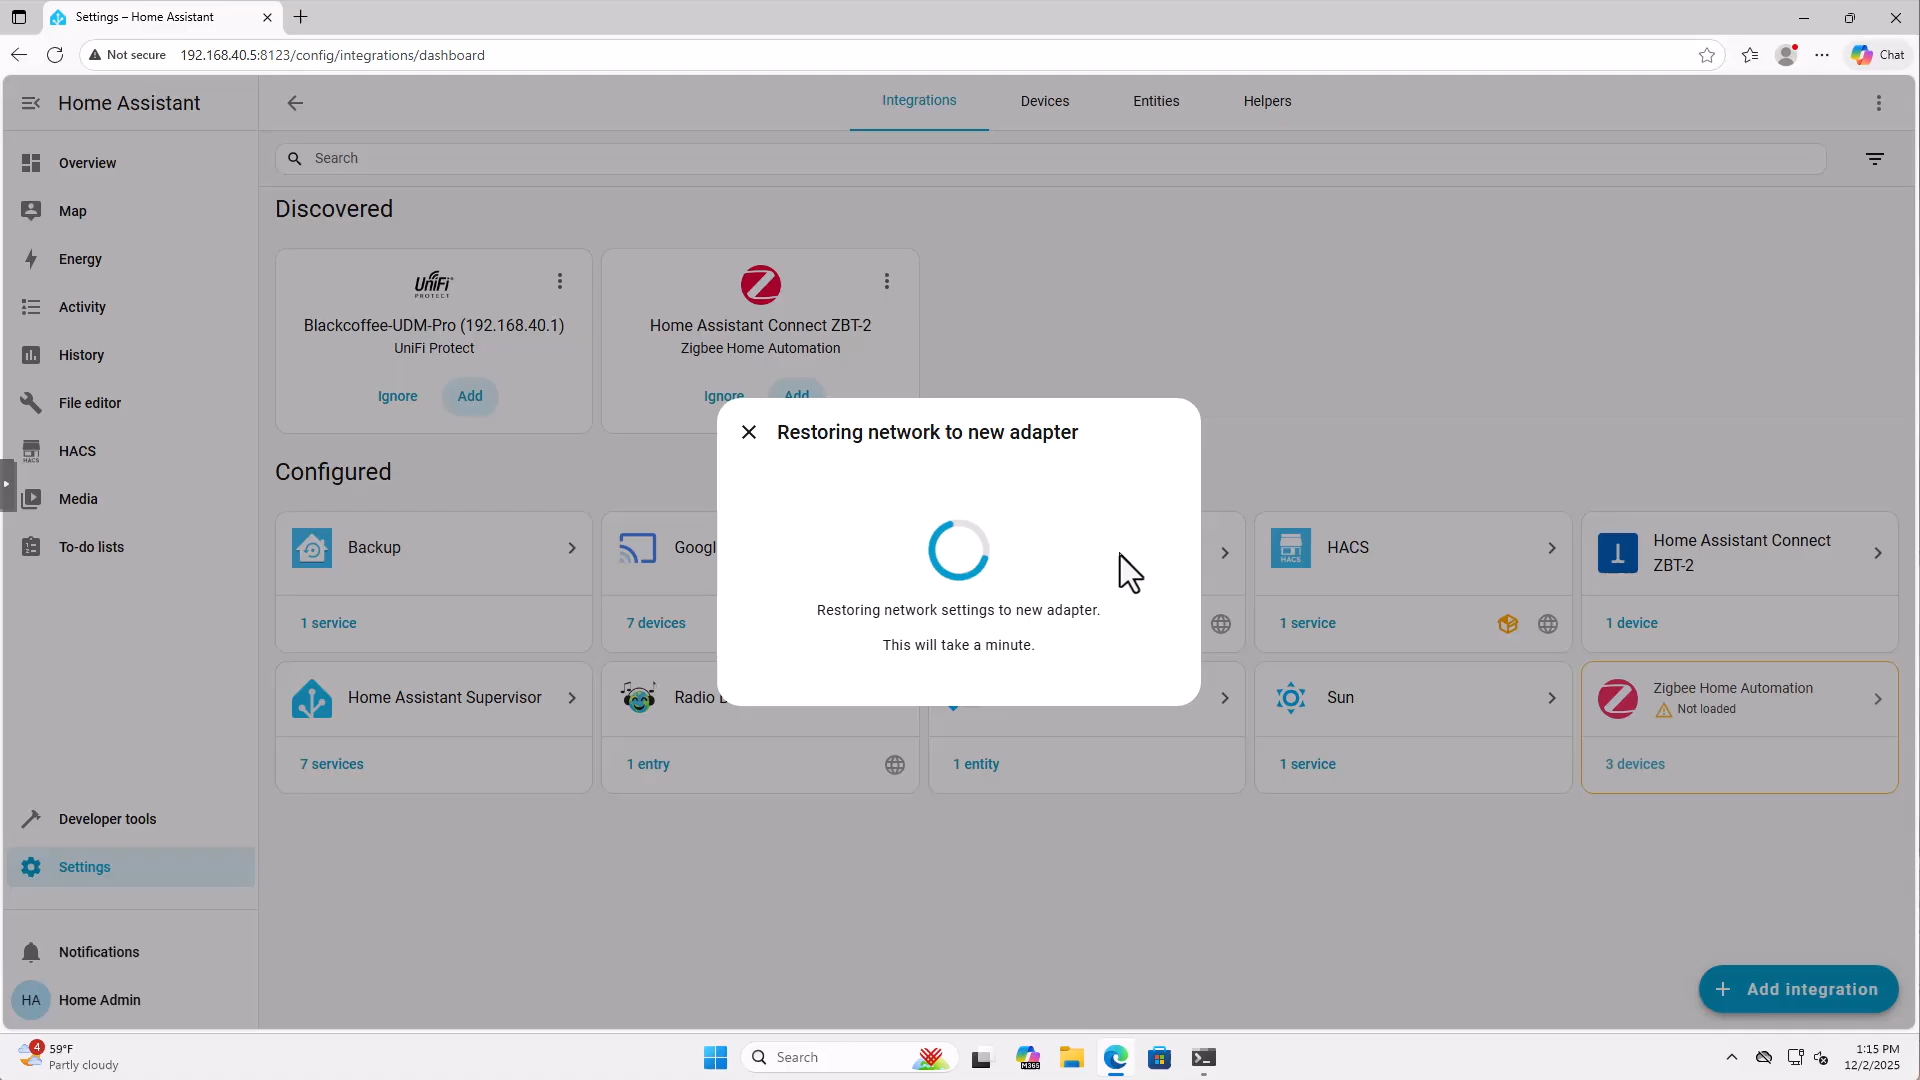 Settings – Home Assistant
Not secure
192.168.40.5:8123/config/integrations/dashboard
Chat
Home Assistant
Integrations
Devices
Entities
Helpers
Overview
Map
Energy
Activity
History
File editor
HACS
Media
To-do lists
Developer tools
Settings
Notifications
HA
Home Admin
Search
Discovered
UniFi
PROTECT
Blackcoffee-UDM-Pro (192.168.40.1)
UniFi Protect
Ignore
Add
Home Assistant Connect ZBT-2
Zigbee Home Automation
Ignore
Add
Restoring network to new adapter
Restoring network settings to new adapter.
This will take a minute.
Configured
Backup
1 service
Googl
7 devices
HACS
HACS
1 service
Home Assistant Connect
ZBT-2
1 device
Home Assistant Supervisor
7 services
Radio
1 entry
1 entity
Sun
1 service
Zigbee Home Automation
Not loaded
3 devices
Add integration
4
59°F
Partly cloudy
Search
M365
1:15 PM
12/2/2025